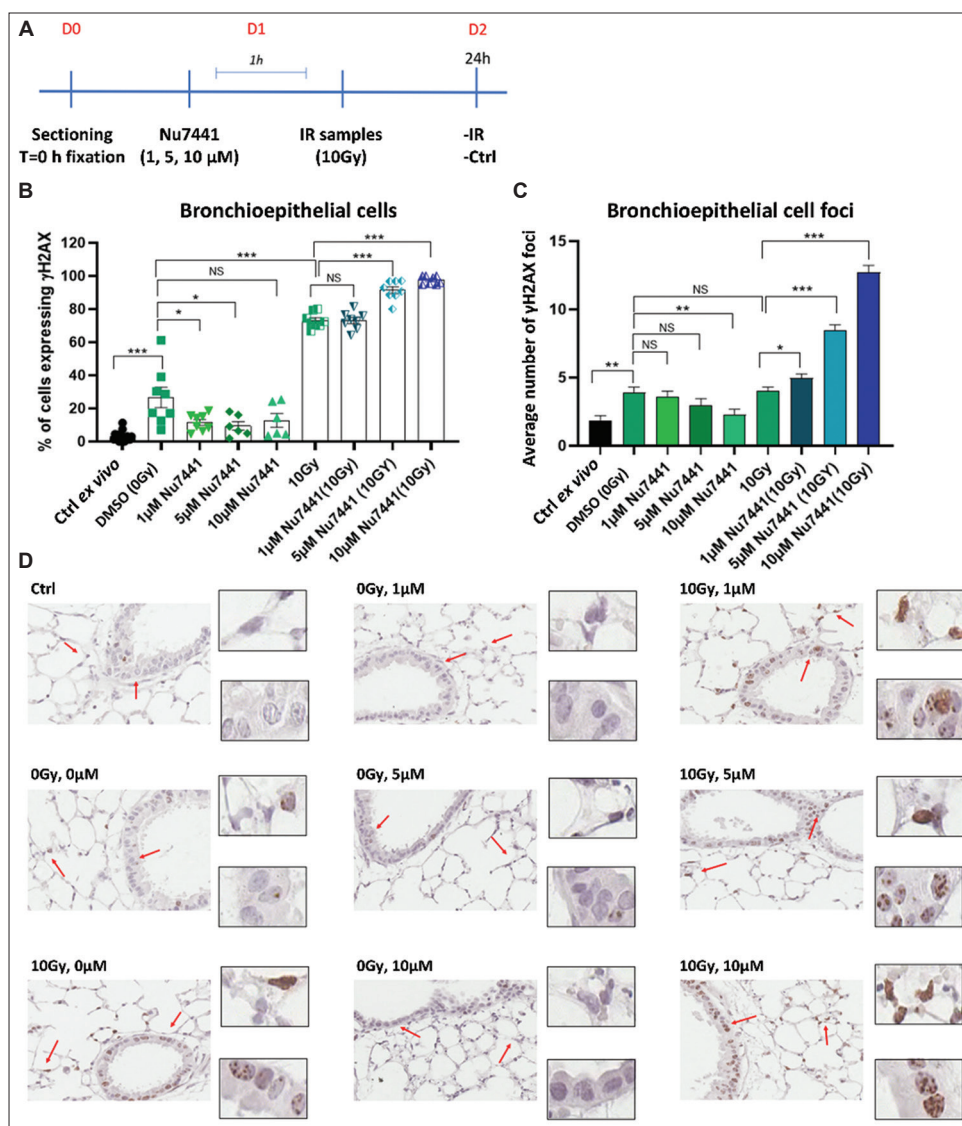 A
D0
D1
D2
1h
24h
Sectioning
T=0 h fixation
Nu7441
(1, 5, 10 µM)
IR samples
(10Gy)
-IR
-Ctrl
B
Bronchioepithelial cells
% of cells expressing γH2AX
120
100
80
60
40
20
0
***
*
*
NS
***
NS
***
***
Ctrl ex vivo
DMSO (0Gy)
1µM Nu7441
5µM Nu7441
10µM Nu7441
10Gy
1µM Nu7441(10Gy)
5µM Nu7441 (10GY)
10µM Nu7441(10Gy)
C
Bronchioepithelial cell foci
Average number of γH2AX foci
15
10
5
0
**
NS
NS
**
NS
*
***
***
Ctrl ex vivo
DMSO (0Gy)
1µM Nu7441
5µM Nu7441
10µM Nu7441
10Gy
1µM Nu7441(10Gy)
5µM Nu7441 (10GY)
10µM Nu7441(10Gy)
D
Ctrl
0Gy, 1µM
10Gy, 1µM
0Gy, 0µM
0Gy, 5µM
10Gy, 5µM
10Gy, 0µM
0Gy, 10µM
10Gy, 10µM